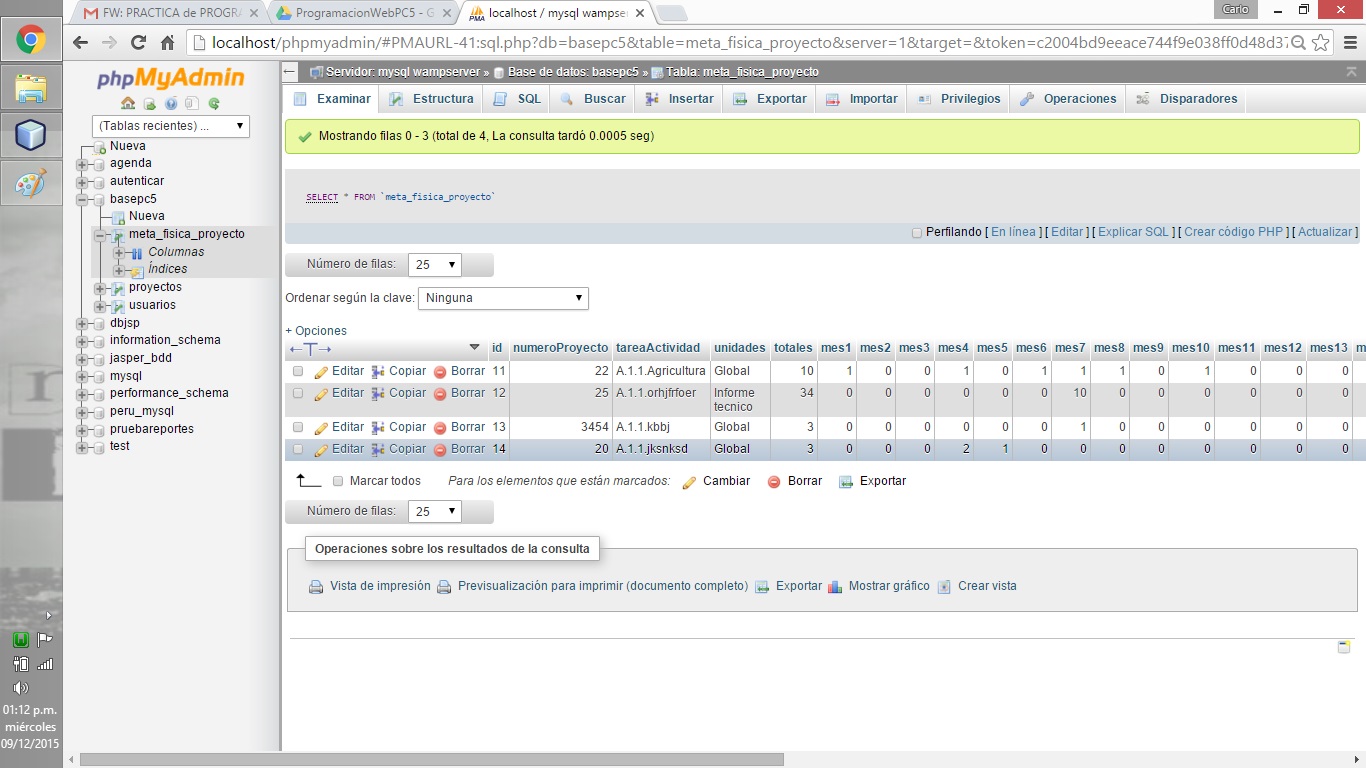 FW: PRACTICA de PROGRA
ProgramacionWebPC5 - G
localhost / mysql wampser
Carlo
localhost/phpmyadmin/#PMAURL-41:sql.php?db=basepc5&table=meta_fisica_proyecto&server=1&target=&token=c2004bd9eeace744f9e038ff0d48d37
phpMyAdmin
(Tablas recientes) ...
Nueva
agenda
autenticar
basepc5
Nueva
meta_fisica_proyecto
Columnas
Índices
proyectos
usuarios
dbjsp
information_schema
jasper_bdd
mysql
performance_schema
peru_mysql
pruebareportes
test
Servidor: mysql wampserver » Base de datos: basepc5 » Tabla: meta_fisica_proyecto
Examinar Estructura SQL Buscar Insertar Exportar Importar Privilegios Operaciones Disparadores
Mostrando filas 0 - 3 (total de 4, La consulta tardó 0.0005 seg)
SELECT * FROM `meta_fisica_proyecto`
Perfilando [ En línea ] [ Editar ] [ Explicar SQL ] [ Crear código PHP ] [ Actualizar ]
Número de filas: 25
Ordenar según la clave: Ninguna
+ Opciones
←T→ id numeroProyecto tareaActividad unidades totales mes1 mes2 mes3 mes4 mes5 mes6 mes7 mes8 mes9 mes10 mes11 mes12 mes13 m
Editar Copiar Borrar 11 22 A.1.1.Agricultura Global 10 1 0 0 1 0 1 1 1 0 1 0 0 0
Editar Copiar Borrar 12 25 A.1.1.orhjfrfoer Informe tecnico 34 0 0 0 0 0 0 10 0 0 0 0 0 0
Editar Copiar Borrar 13 3454 A.1.1.kbbj Global 3 0 0 0 0 0 0 1 0 0 0 0 0 0
Editar Copiar Borrar 14 20 A.1.1.jksnksd Global 3 0 0 0 2 1 0 0 0 0 0 0 0 0
Marcar todos Para los elementos que están marcados: Cambiar Borrar Exportar
Número de filas: 25
Operaciones sobre los resultados de la consulta
Vista de impresión Previsualización para imprimir (documento completo) Exportar Mostrar gráfico Crear vista
01:12 p.m.
miércoles
09/12/2015